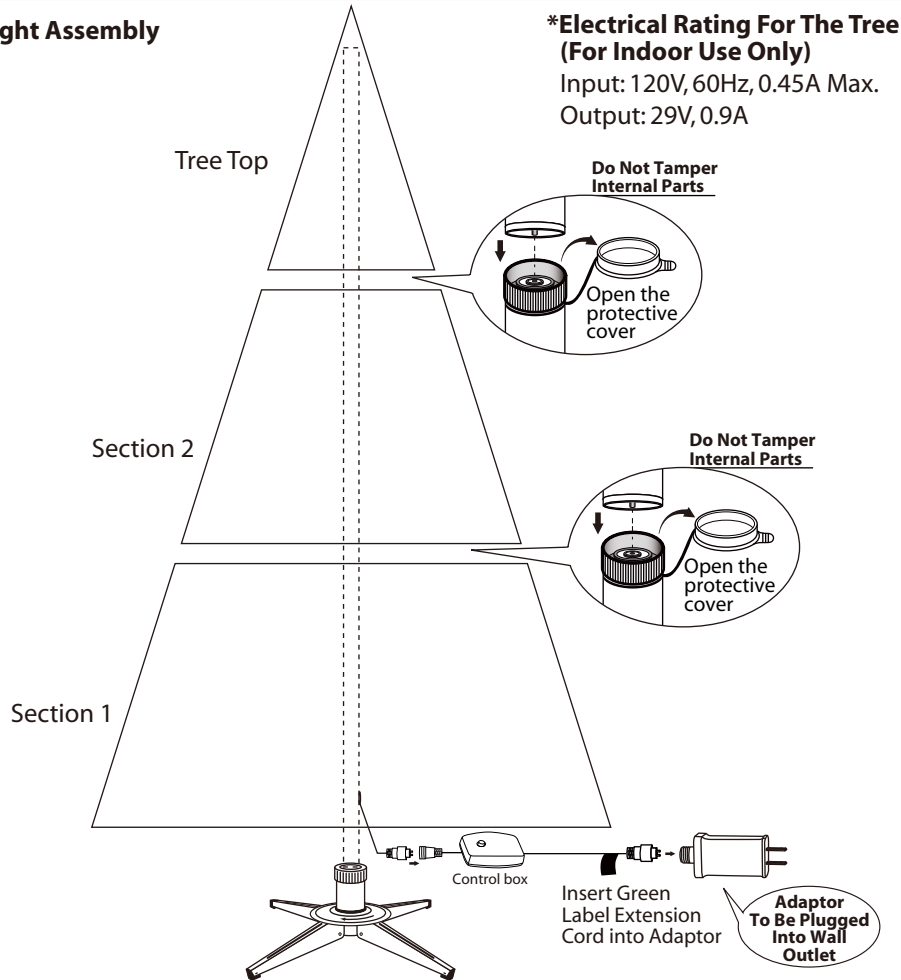 ght Assembly
*Electrical Rating For The Tree
(For Indoor Use Only)
Input: 120V, 60Hz, 0.45A Max.
Output: 29V, 0.9A
Tree Top
Do Not Tamper
Internal Parts
Open the
protective
cover
Section 2
Do Not Tamper
Internal Parts
Open the
protective
cover
Section 1
Control box
Insert Green
Label Extension
Cord into Adaptor
Adaptor
To Be Plugged
Into Wall
Outlet